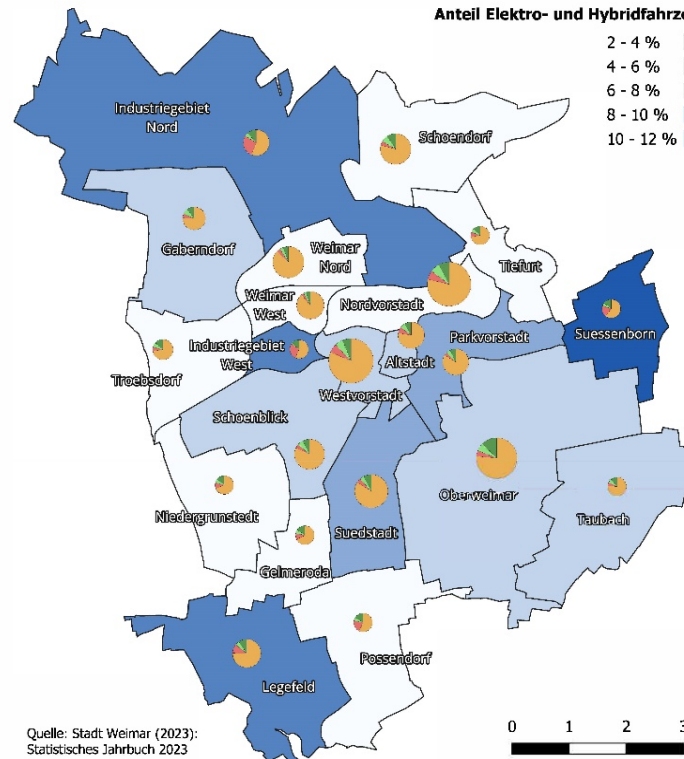 Anteil Elektro- und Hybridfahrze
2 - 4 %
4 - 6 %
6 - 8 %
8 - 10 %
10 - 12 %
Industriegebiet
Nord
Schoendorf
Gaberndorf
Weimar
Nord
Tiefurt
Weimar
West
Nordvorstadt
Suessenborn
Industriegebiet
West
Altstadt
Parkvorstadt
Troebsdorf
Westvorstadt
Schoenblick
Oberweimar
Niedergrunstedt
Suedstadt
Taubach
Gelmeroda
Possendorf
Legefeld
Quelle: Stadt Weimar (2023):
Statistisches Jahrbuch 2023
0 1 2 3